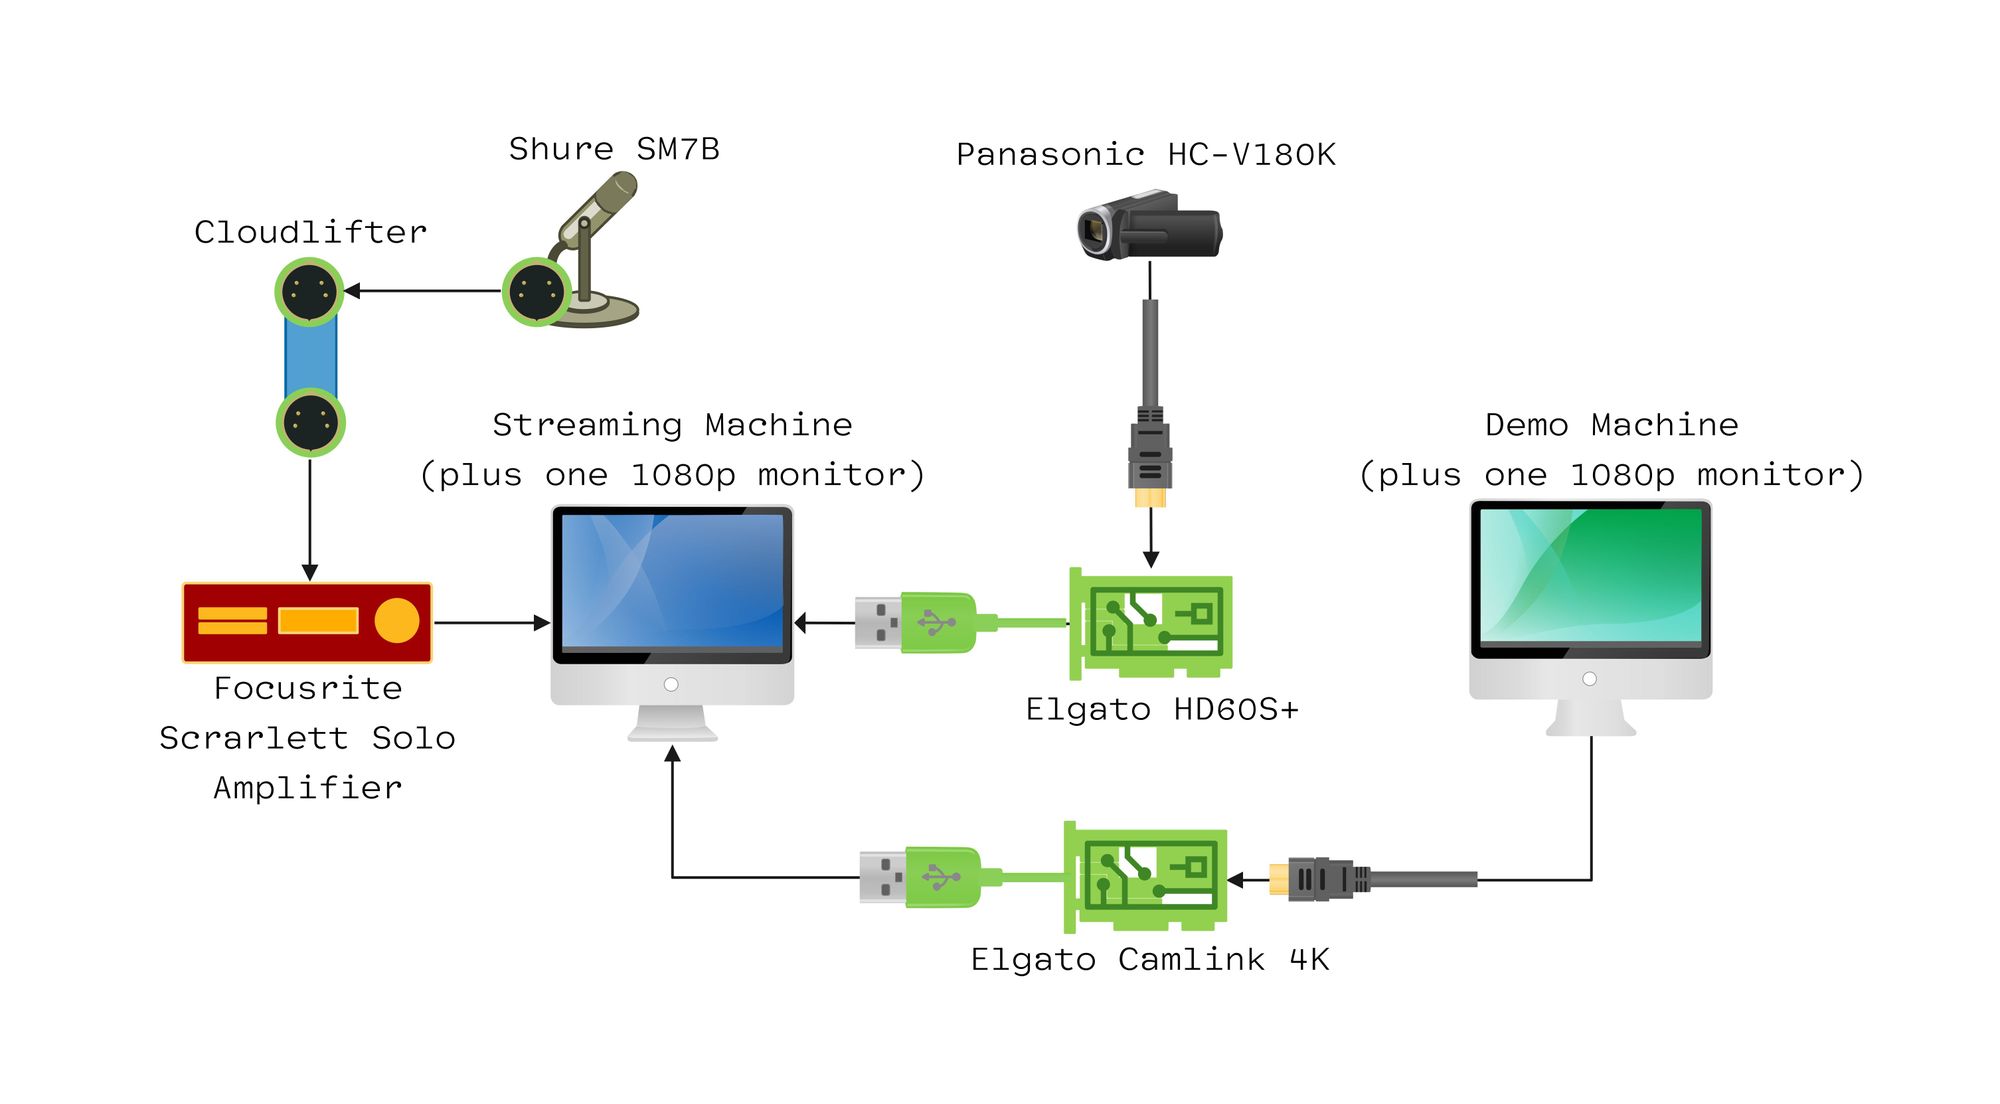 Shure SM7B
Panasonic HC-V180K
Cloudlifter
Streaming Machine
(plus one 1080p monitor)
Demo Machine
(plus one 1080p monitor)
Focusrite
Scrarlett Solo
Amplifier
Elgato HD60S+
Elgato Camlink 4K